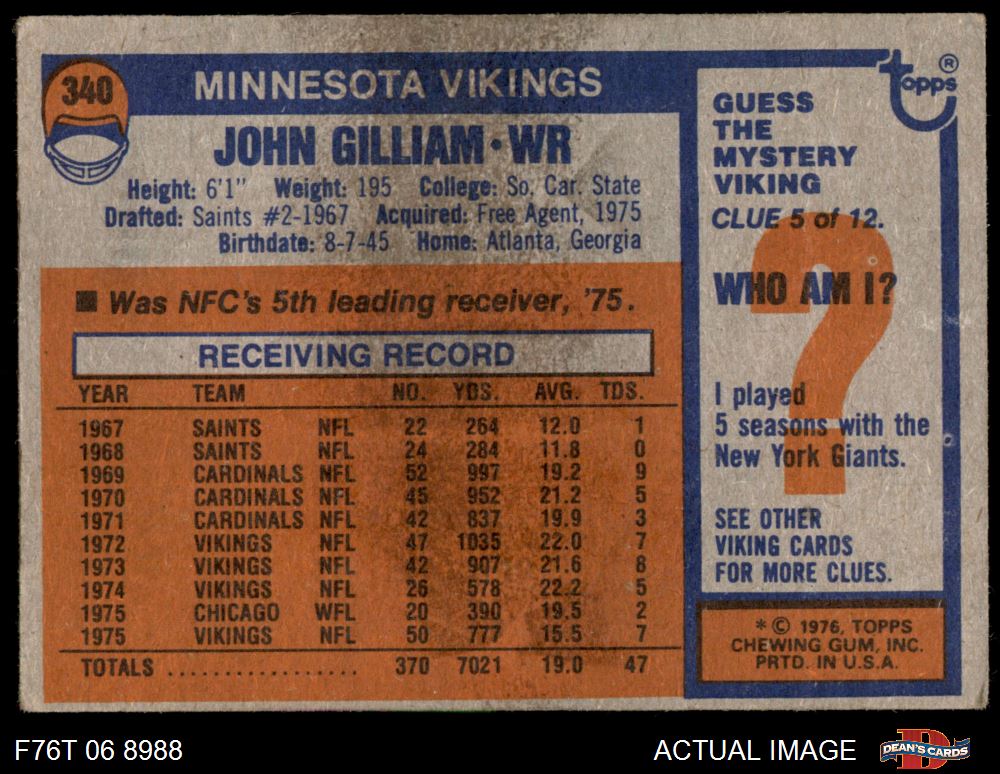 340
MINNESOTA VIKINGS
JOHN GILLIAM • WR
Height: 6'1" Weight: 195 College: So. Car. State
Drafted: Saints #2-1967 Acquired: Free Agent, 1975
Birthdate: 8-7-45 Home: Atlanta, Georgia
■ Was NFC's 5th leading receiver, '75.
RECEIVING RECORD
YEAR TEAM NO. YDS. AVG. TDS.
1967 SAINTS NFL 22 264 12.0 1
1968 SAINTS NFL 24 284 11.8 0
1969 CARDINALS NFL 52 997 19.2 9
1970 CARDINALS NFL 45 952 21.2 5
1971 CARDINALS NFL 42 837 19.9 3
1972 VIKINGS NFL 47 1035 22.0 7
1973 VIKINGS NFL 42 907 21.6 8
1974 VIKINGS NFL 26 578 22.2 5
1975 CHICAGO WFL 20 390 19.5 2
1975 VIKINGS NFL 50 777 15.5 7
TOTALS ................. 370 7021 19.0 47
topps ®
GUESS
THE
MYSTERY
VIKING
CLUE 5 of 12.
?
WHO AM I?
I played
5 seasons with the
New York Giants.
SEE OTHER
VIKING CARDS
FOR MORE CLUES.
* © 1976, TOPPS
CHEWING GUM, INC.
PRTD. IN U.S.A.
F76T 06 8988
ACTUAL IMAGE
D
DEAN'S CARDS